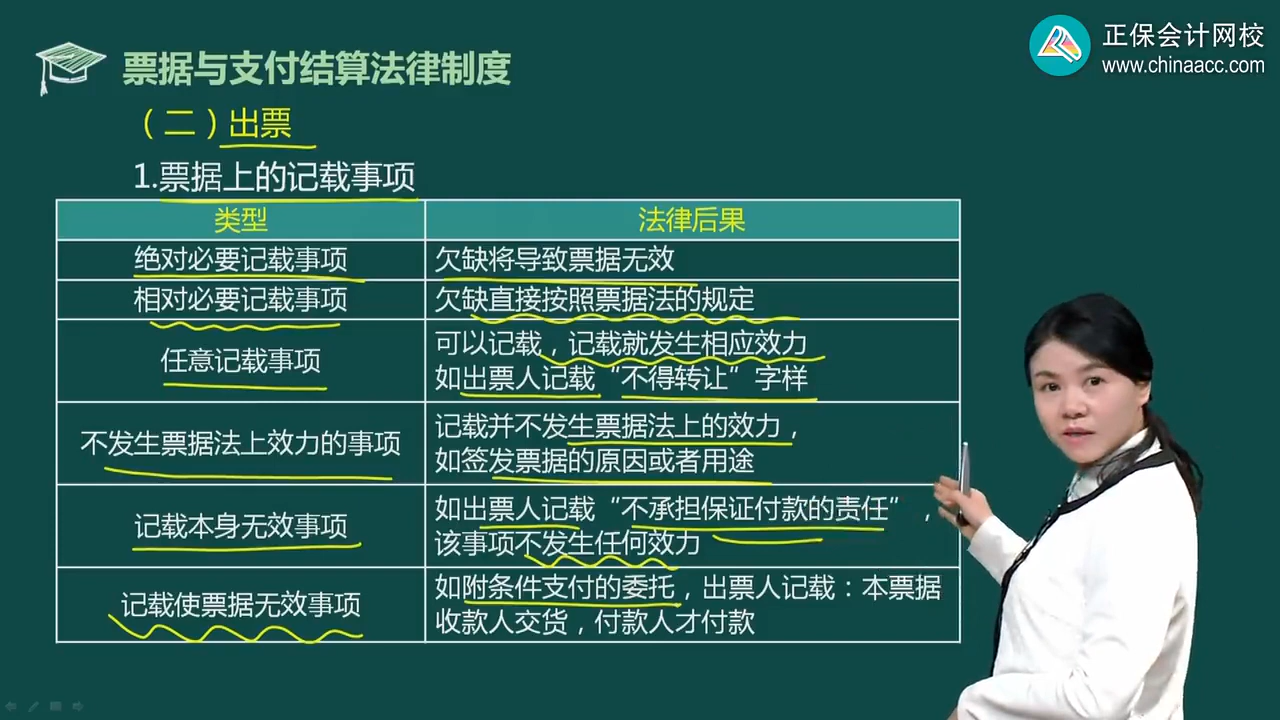 正保会计网校
www.chinaacc.com
票据与支付结算法律制度
（二）出票
1.票据上的记载事项
类型
法律后果
绝对必要记载事项
欠缺将导致票据无效
相对必要记载事项
欠缺直接按照票据法的规定
任意记载事项
可以记载，记载就发生相应效力
如出票人记载“不得转让”字样
不发生票据法上效力的事项
记载并不发生票据法上的效力，
如签发票据的原因或者用途
记载本身无效事项
如出票人记载“不承担保证付款的责任”，
该事项不发生任何效力
记载使票据无效事项
如附条件支付的委托，出票人记载：本票据
收款人交货，付款人才付款